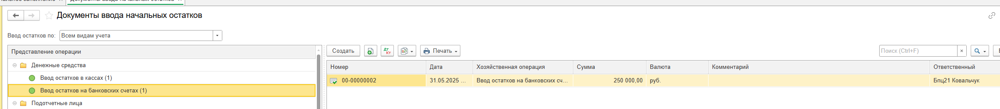 Документы ввода начальных остатков
Ввод остатков по: Всем видам учета
Представление операции
Денежные средства
Ввод остатков в кассах (1)
Ввод остатков на банковских счетах (1)
Подотчетные лица
Создать Дт Кт Печать Поиск (Ctrl+F) ×
Номер Дата Хозяйственная операция Сумма Валюта Комментарий Ответственный
00-00000002 31.05.2025 ... Ввод остатков на банковских сч... 250 000,00 руб. Бпц21 Ковальчук